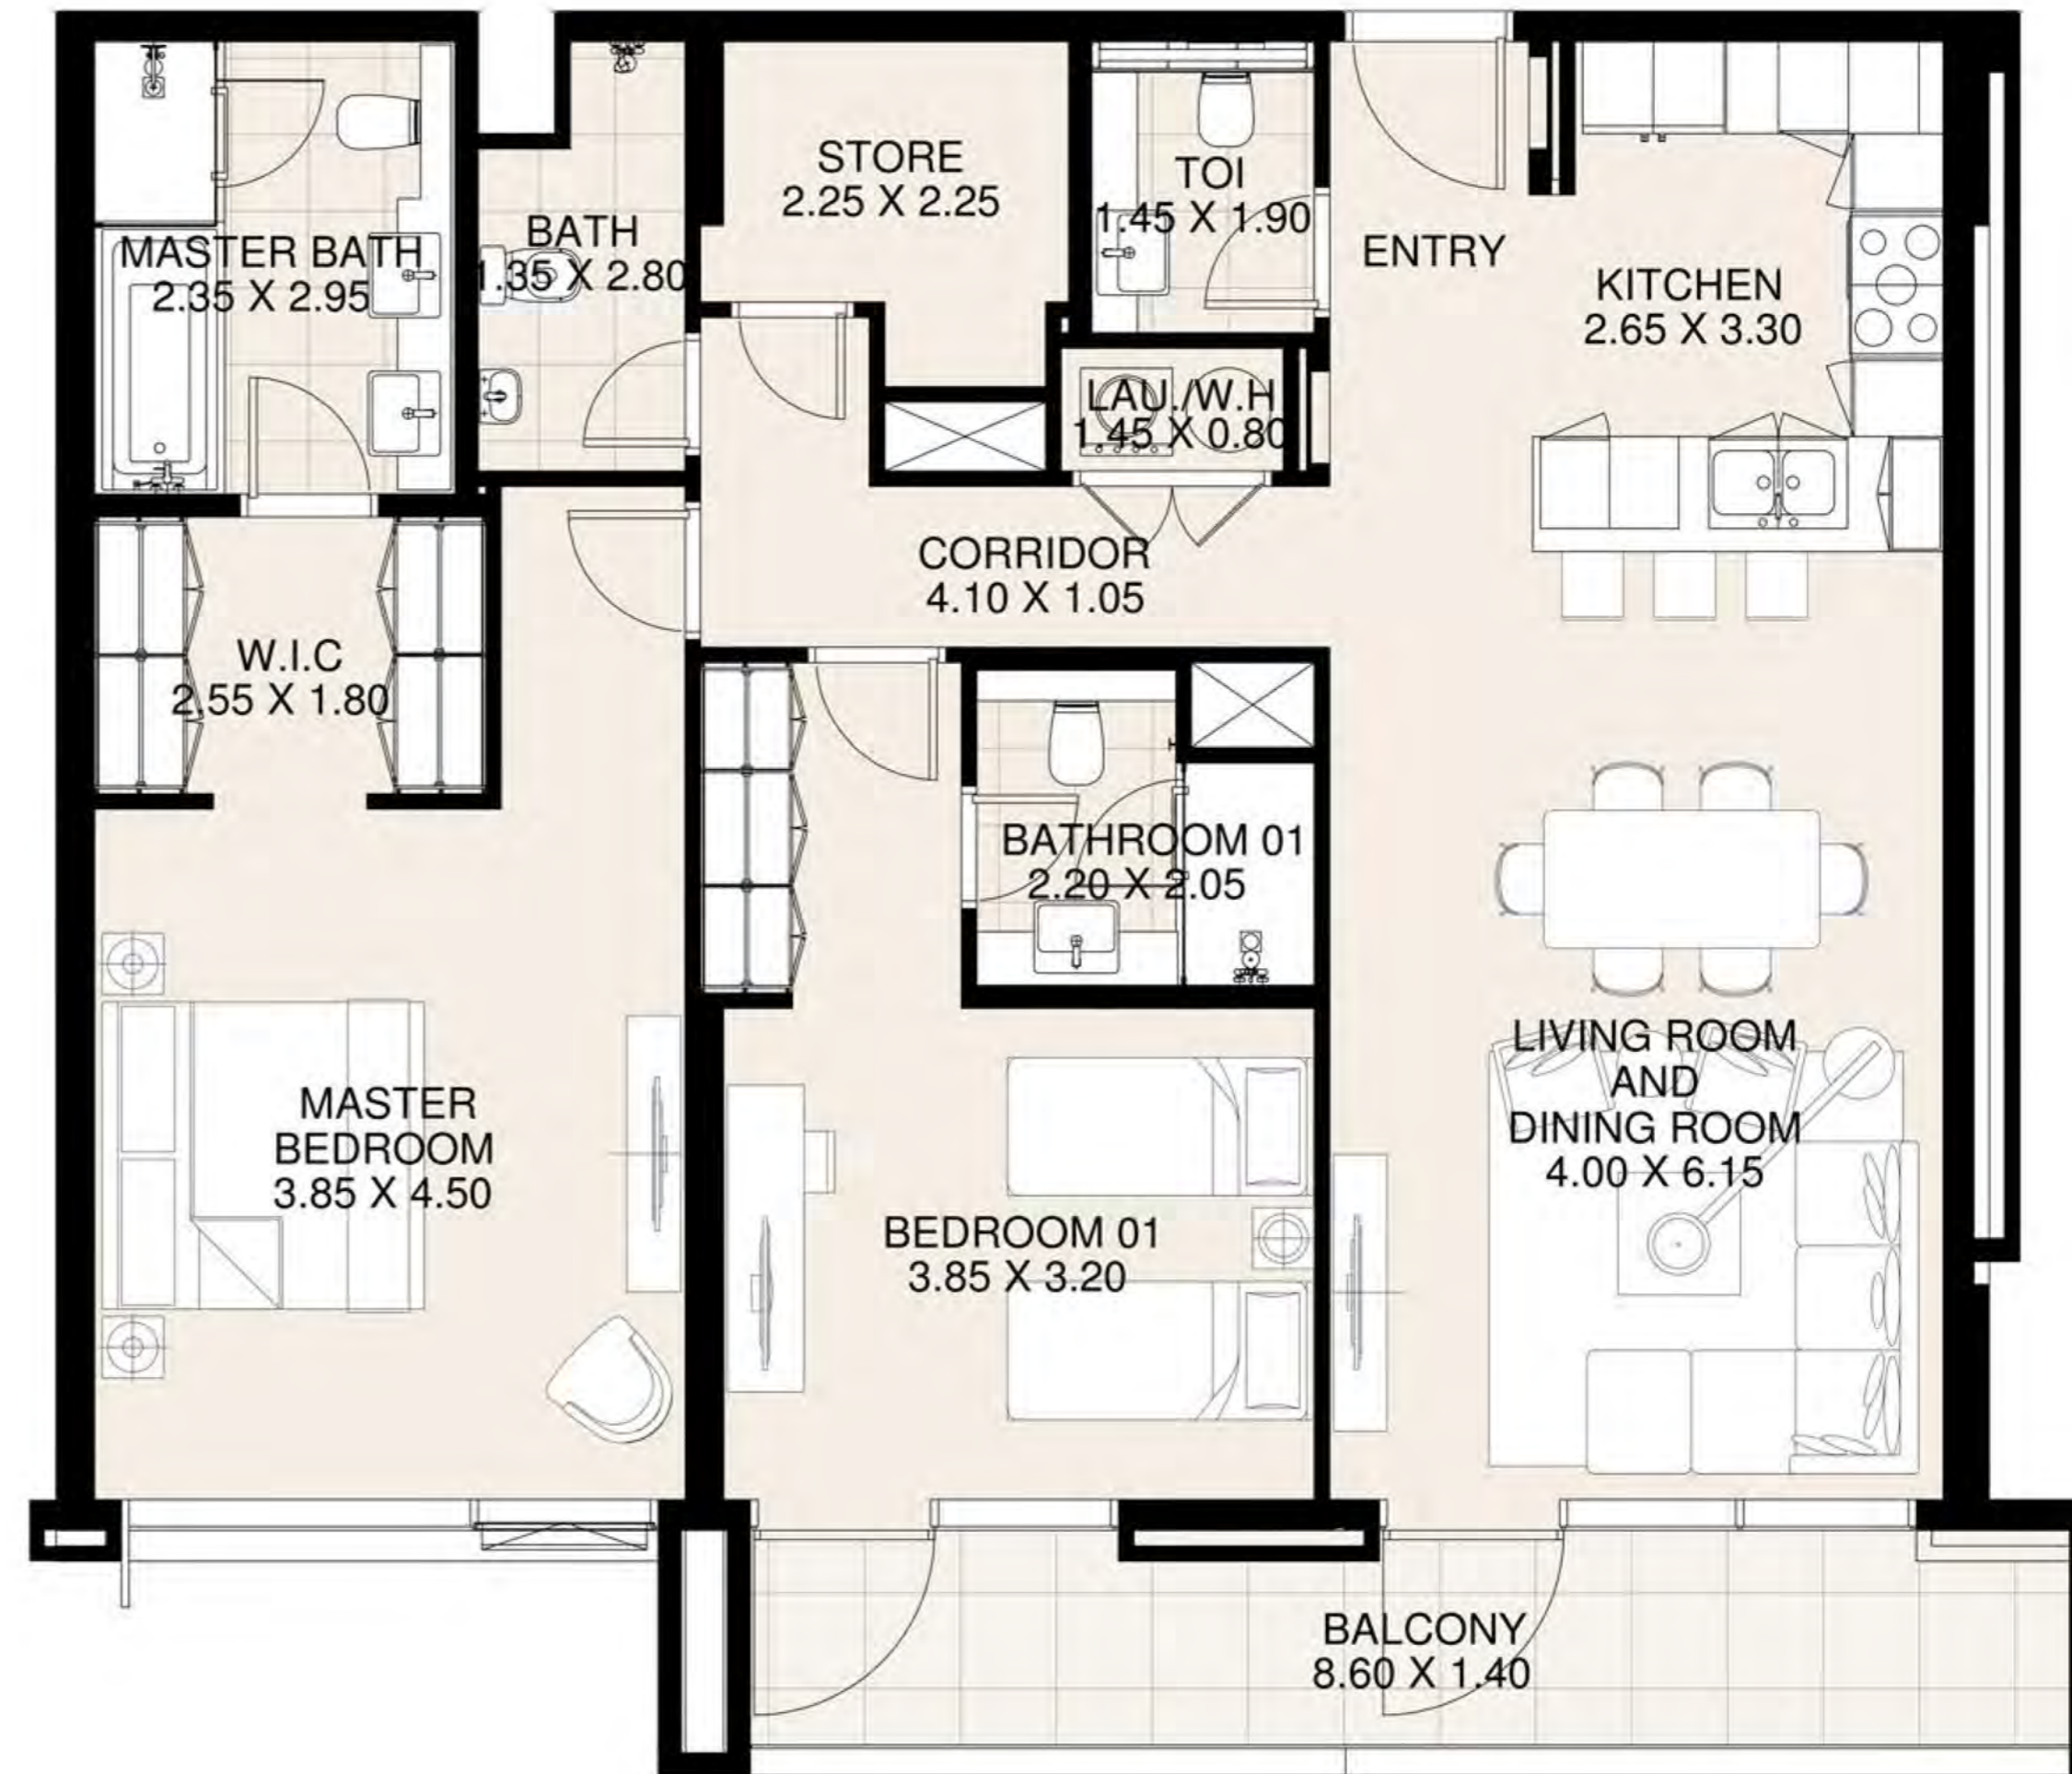 STORE
2.25 X 2.25
TOI
1.45 X 1.90
MASTER BATH
2.35 X 2.95
BATH
1.35 X 2.80
ENTRY
KITCHEN
2.65 X 3.30
LAU./W.H
1.45 X 0.80
CORRIDOR
4.10 X 1.05
W.I.C
2.55 X 1.80
BATHROOM 01
2.20 X 2.05
MASTER
BEDROOM
3.85 X 4.50
BEDROOM 01
3.85 X 3.20
LIVING ROOM
AND
DINING ROOM
4.00 X 6.15
BALCONY
8.60 X 1.40